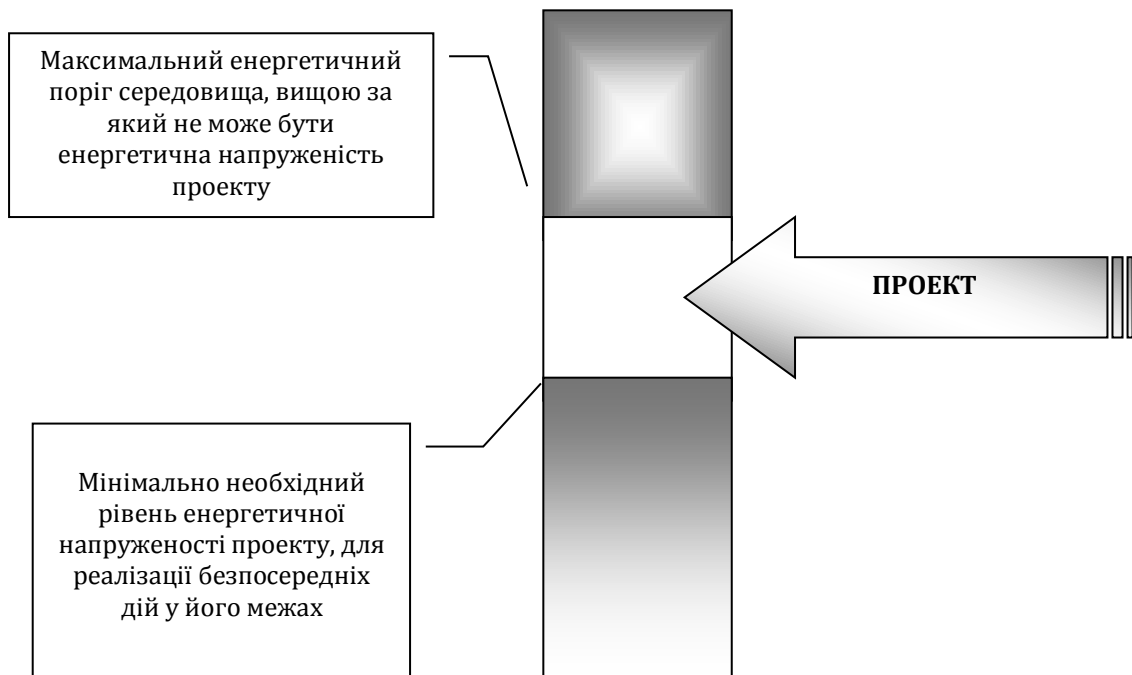 Максимальний енергетичний
поріг середовища, вищою за
який не може бути
енергетична напруженість
проекту
ПРОЕКТ
Мінімально необхідний
рівень енергетичної
напруженості проекту, для
реалізації безпосередніх
дій у його межах